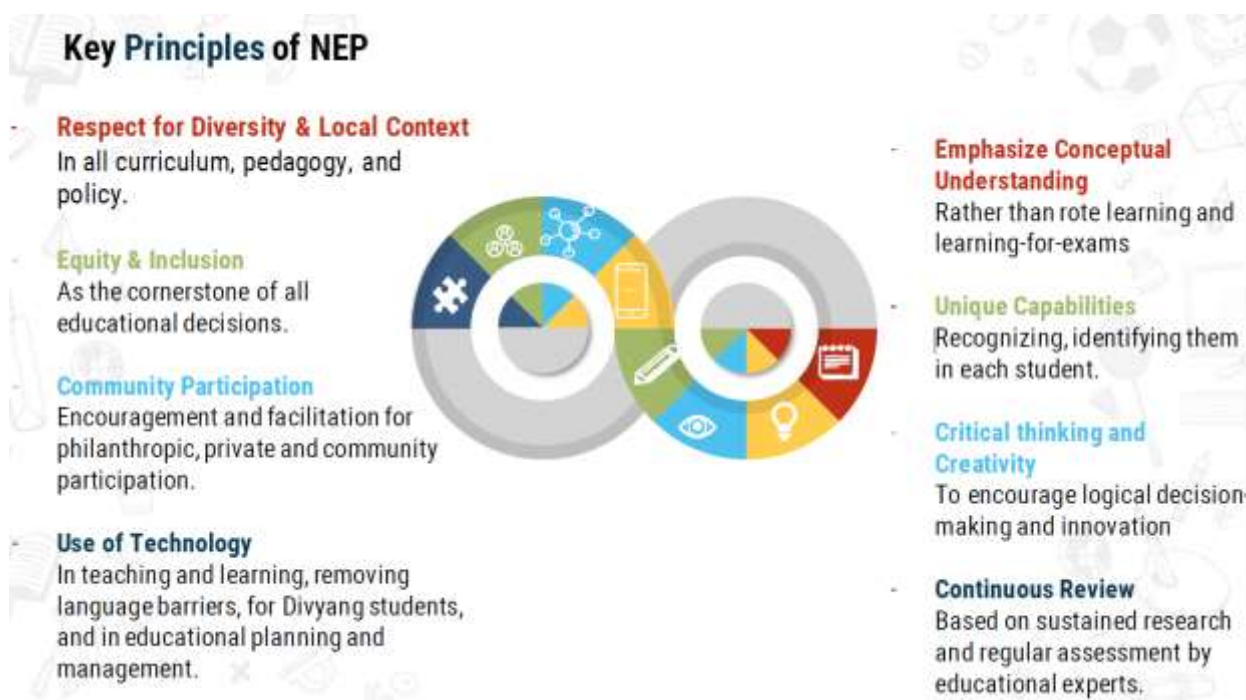 Key Principles of NEP
- Respect for Diversity & Local Context
In all curriculum, pedagogy, and
policy.
- Equity & Inclusion
As the cornerstone of all
educational decisions.
- Community Participation
Encouragement and facilitation for
philanthropic, private and community
participation.
- Use of Technology
In teaching and learning, removing
language barriers, for Divyang students,
and in educational planning and
management.
- Emphasize Conceptual
Understanding
Rather than rote learning and
learning-for-exams
- Unique Capabilities
Recognizing, identifying them
in each student.
- Critical thinking and
Creativity
To encourage logical decision-
making and innovation
- Continuous Review
Based on sustained research
and regular assessment by
educational experts.